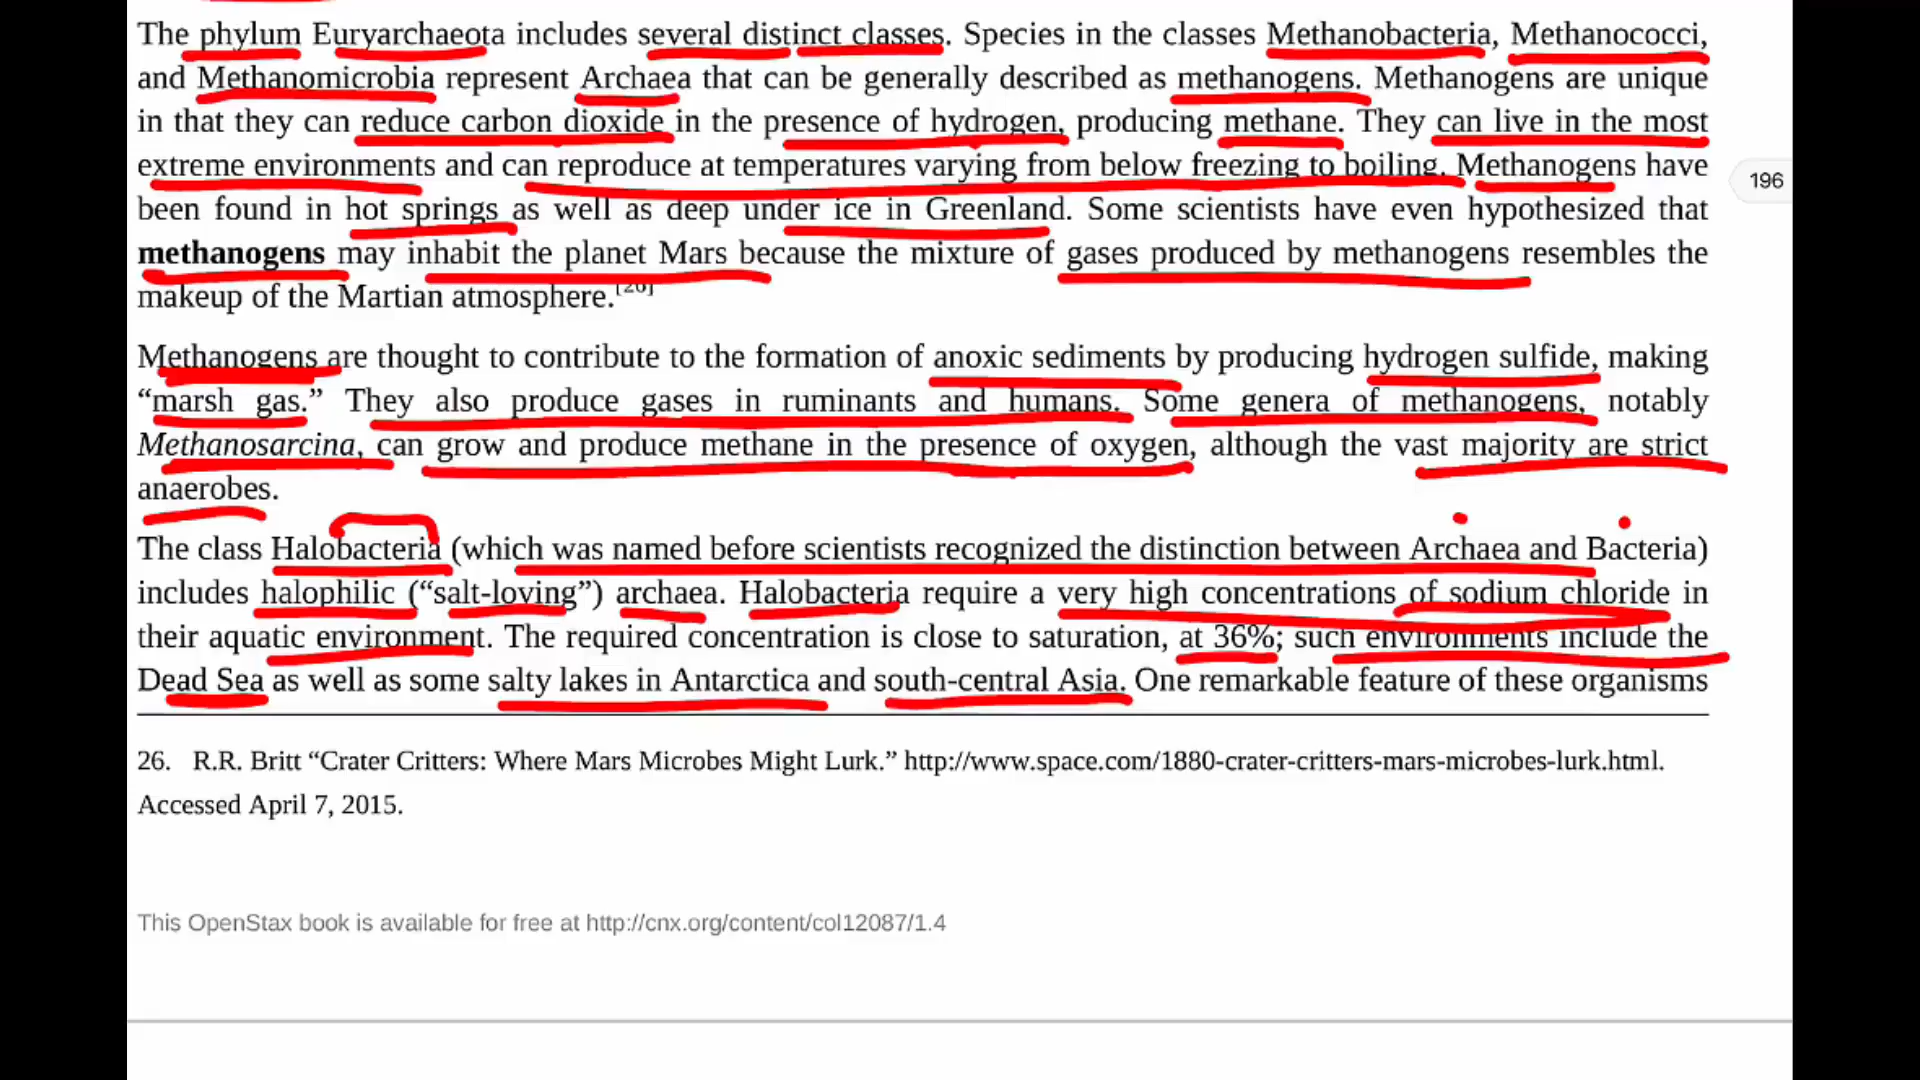 The phylum Euryarchaeota includes several distinct classes. Species in the classes Methanobacteria, Methanococci,
and Methanomicrobia represent Archaea that can be generally described as methanogens. Methanogens are unique
in that they can reduce carbon dioxide in the presence of hydrogen, producing methane. They can live in the most
extreme environments and can reproduce at temperatures varying from below freezing to boiling. Methanogens have
196
been found in hot springs as well as deep under ice in Greenland. Some scientists have even hypothesized that
methanogens may inhabit the planet Mars because the mixture of gases produced by methanogens resembles the
makeup of the Martian atmosphere.[26]
Methanogens are thought to contribute to the formation of anoxic sediments by producing hydrogen sulfide, making
“marsh gas.” They also produce gases in ruminants and humans. Some genera of methanogens, notably
Methanosarcina, can grow and produce methane in the presence of oxygen, although the vast majority are strict
anaerobes.
The class Halobacteria (which was named before scientists recognized the distinction between Archaea and Bacteria)
includes halophilic (“salt-loving”) archaea. Halobacteria require a very high concentrations of sodium chloride in
their aquatic environment. The required concentration is close to saturation, at 36%; such environments include the
Dead Sea as well as some salty lakes in Antarctica and south-central Asia. One remarkable feature of these organisms
26. R.R. Britt “Crater Critters: Where Mars Microbes Might Lurk.” http://www.space.com/1880-crater-critters-mars-microbes-lurk.html.
Accessed April 7, 2015.
This OpenStax book is available for free at http://cnx.org/content/col12087/1.4